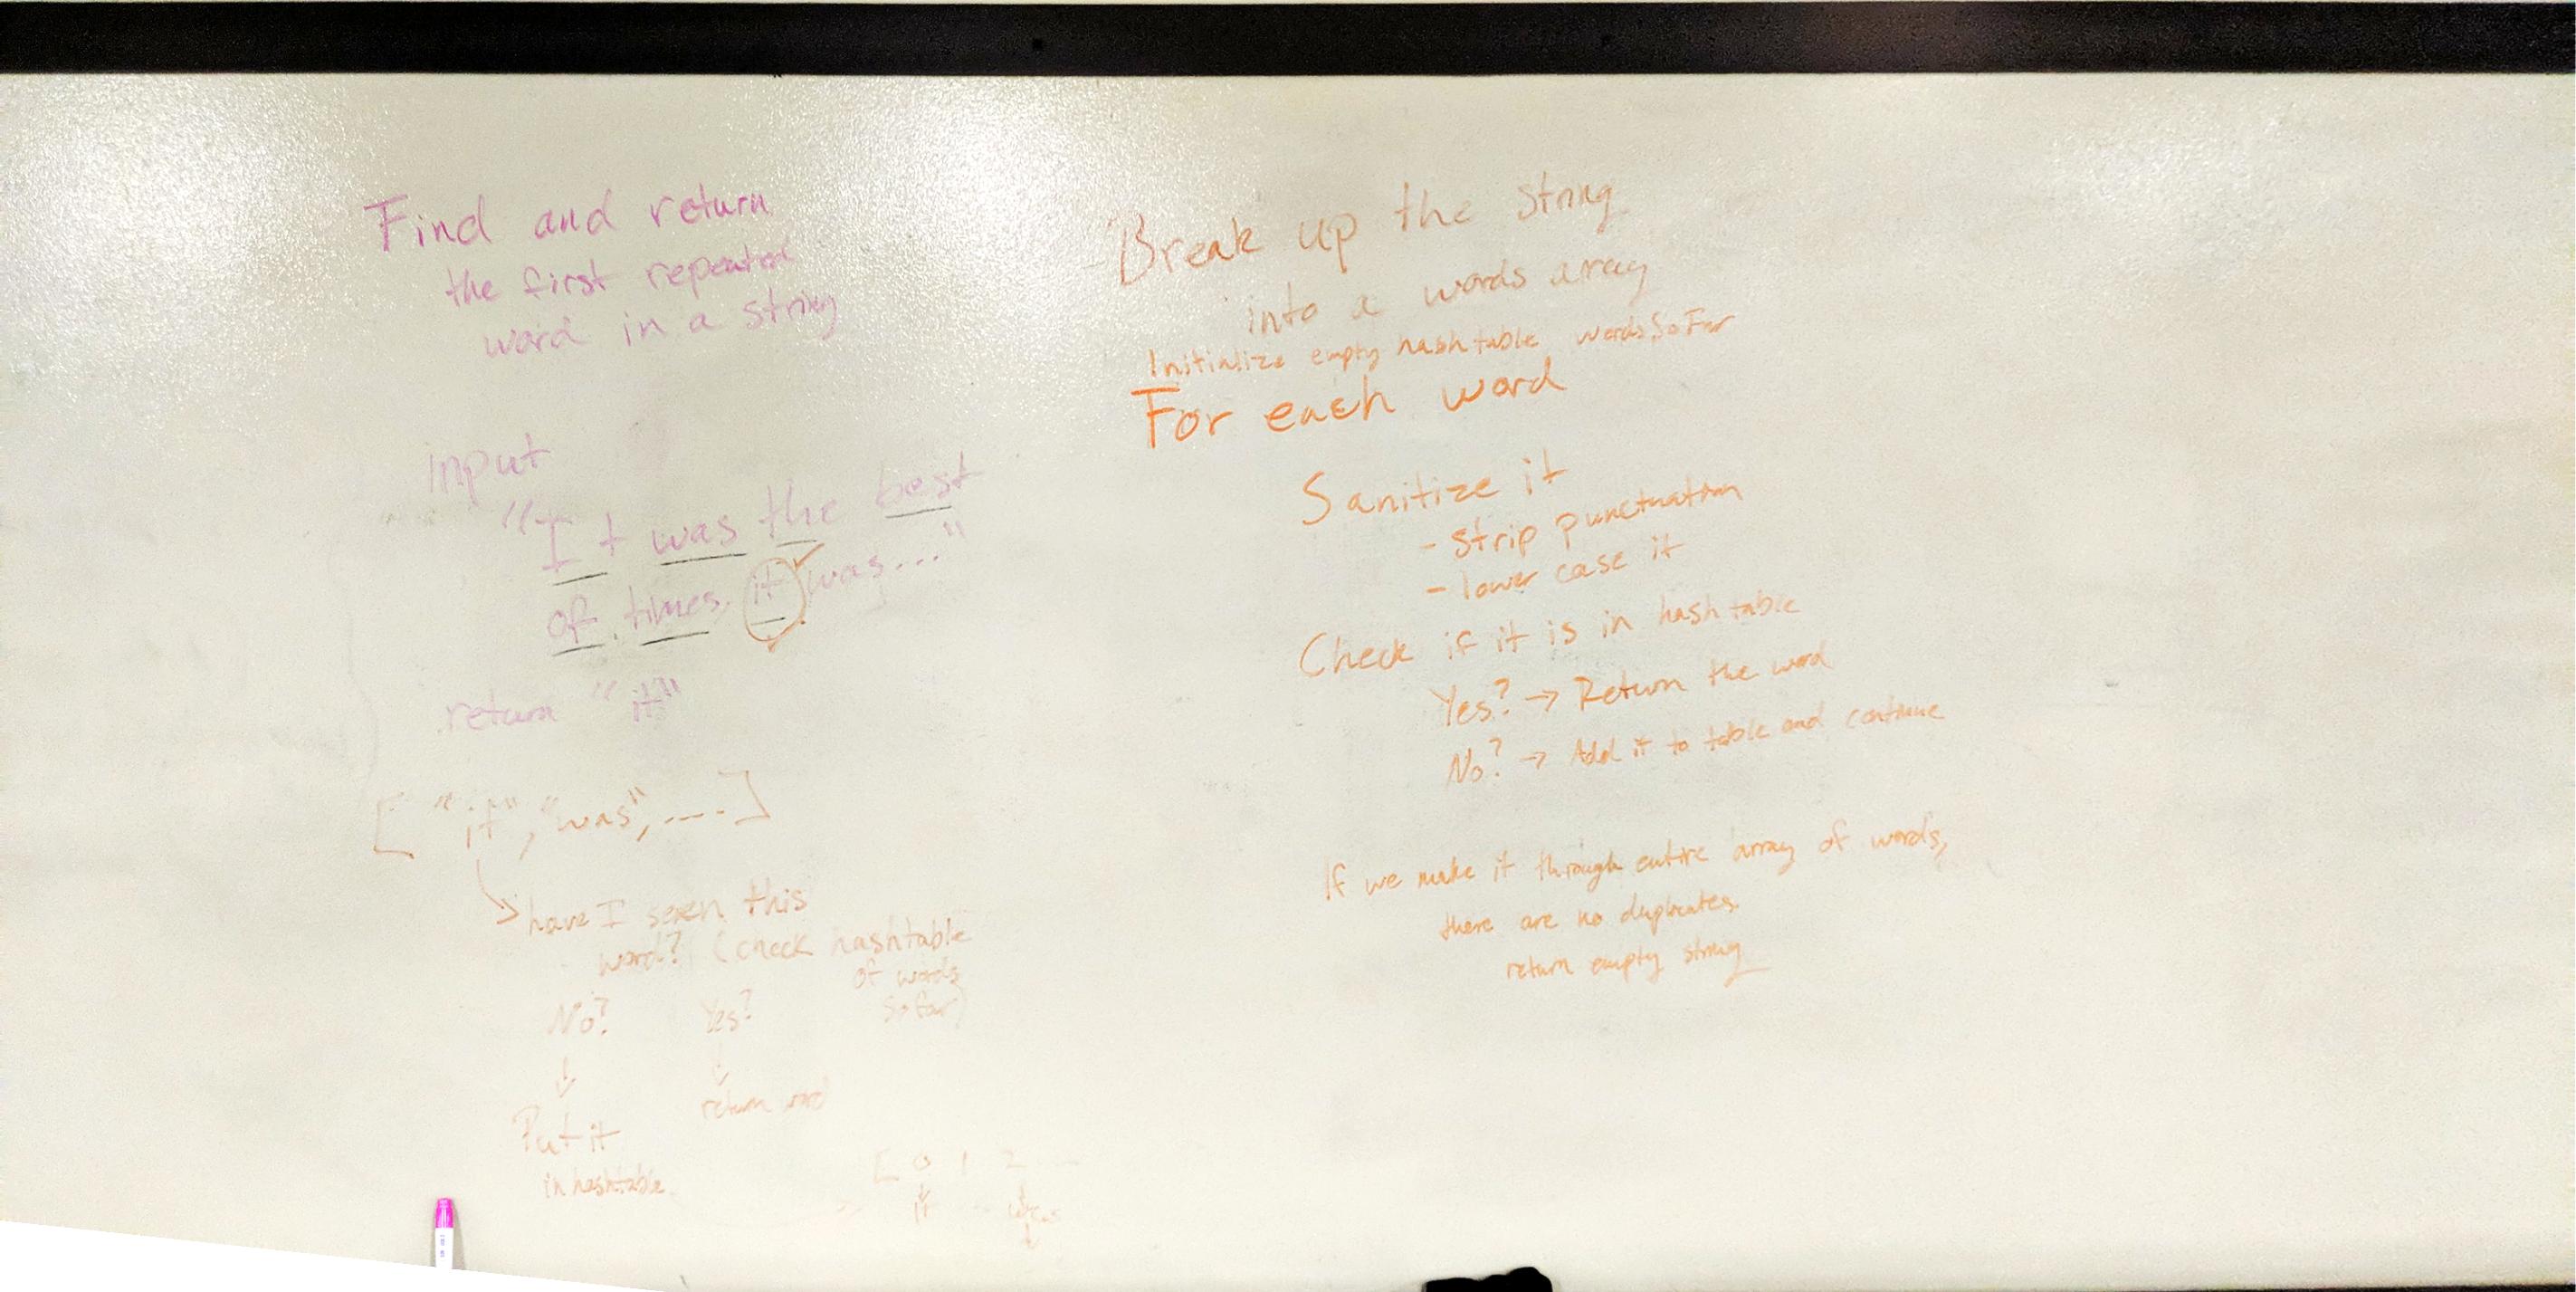 Find and return
the first repeated
word in a string
input
"It was the best
of times, it was..."
return "it"
["it", "was", ----]
have I seen this
word? (check hashtable
of words
so far)
No? Yes?
return word
Put it
in hashtable
[ 0 1 2 -
it was
Break up the string
into a words array
Initialize empty hashtable wordsSoFar
For each word
Sanitize it
- strip punctuation
- lower case it
Check if it is in hashtable
Yes? → Return the word
No? → Add it to table and continue
If we make it through entire array of words,
there are no duplicates.
return empty string